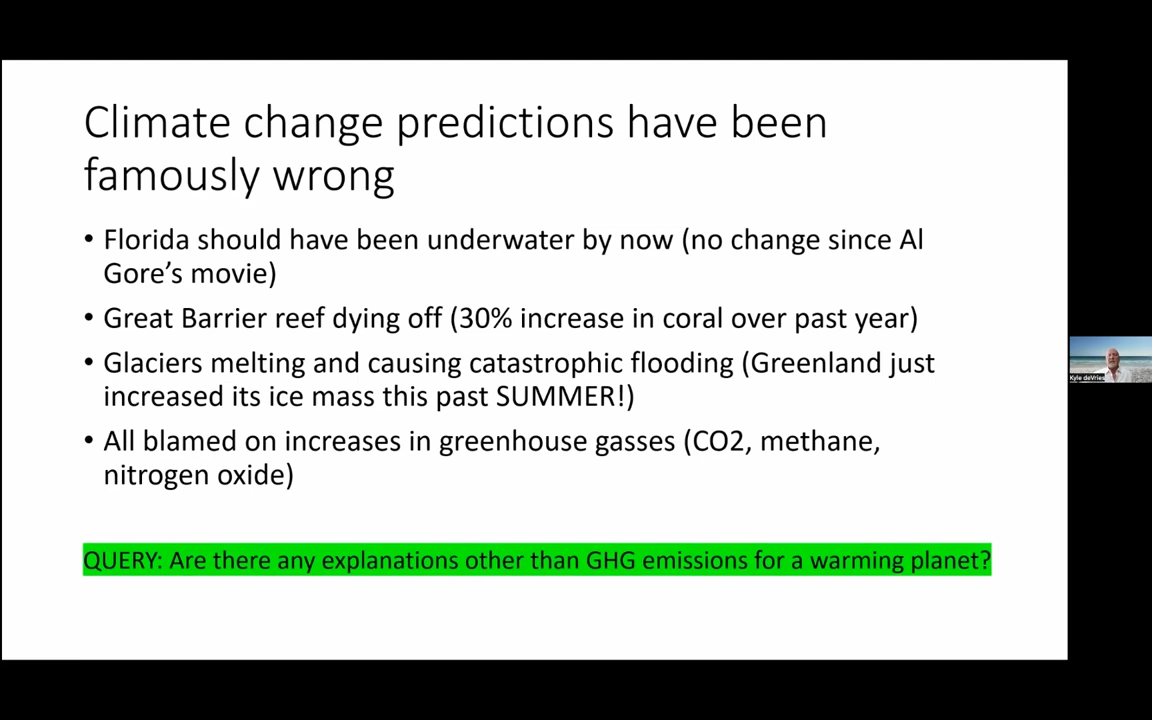 Climate change predictions have been
famously wrong
• Florida should have been underwater by now (no change since Al
Gore’s movie)
• Great Barrier reef dying off (30% increase in coral over past year)
• Glaciers melting and causing catastrophic flooding (Greenland just
increased its ice mass this past SUMMER!)
• All blamed on increases in greenhouse gasses (CO2, methane,
nitrogen oxide)
QUERY: Are there any explanations other than GHG emissions for a warming planet?
Kyle deVries